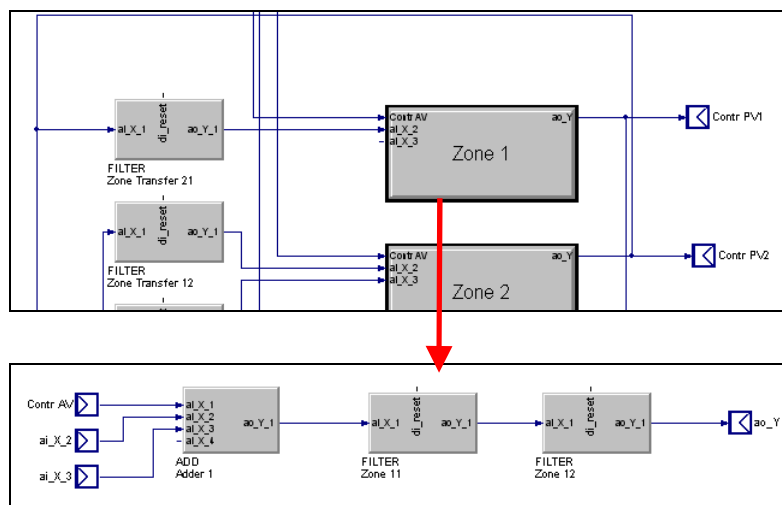 di_reset
ai_X_1 ao_Y_1
FILTER
Zone Transfer 21
Contr AV ao_Y
ai_X_2
ai_X_3
Zone 1
Contr PV1
di_reset
ai_X_1 ao_Y_1
FILTER
Zone Transfer 12
Contr AV ao_Y
ai_X_2
ai_X_3
Zone 2
Contr PV2
Contr AV
ai_X_2
ai_X_3
ai_X_1
ai_X_2
ai_X_3
ai_X_4
ao_Y_1
ADD
Adder 1
di_reset
ai_X_1 ao_Y_1
FILTER
Zone 11
di_reset
ai_X_1 ao_Y_1
FILTER
Zone 12
ao_Y